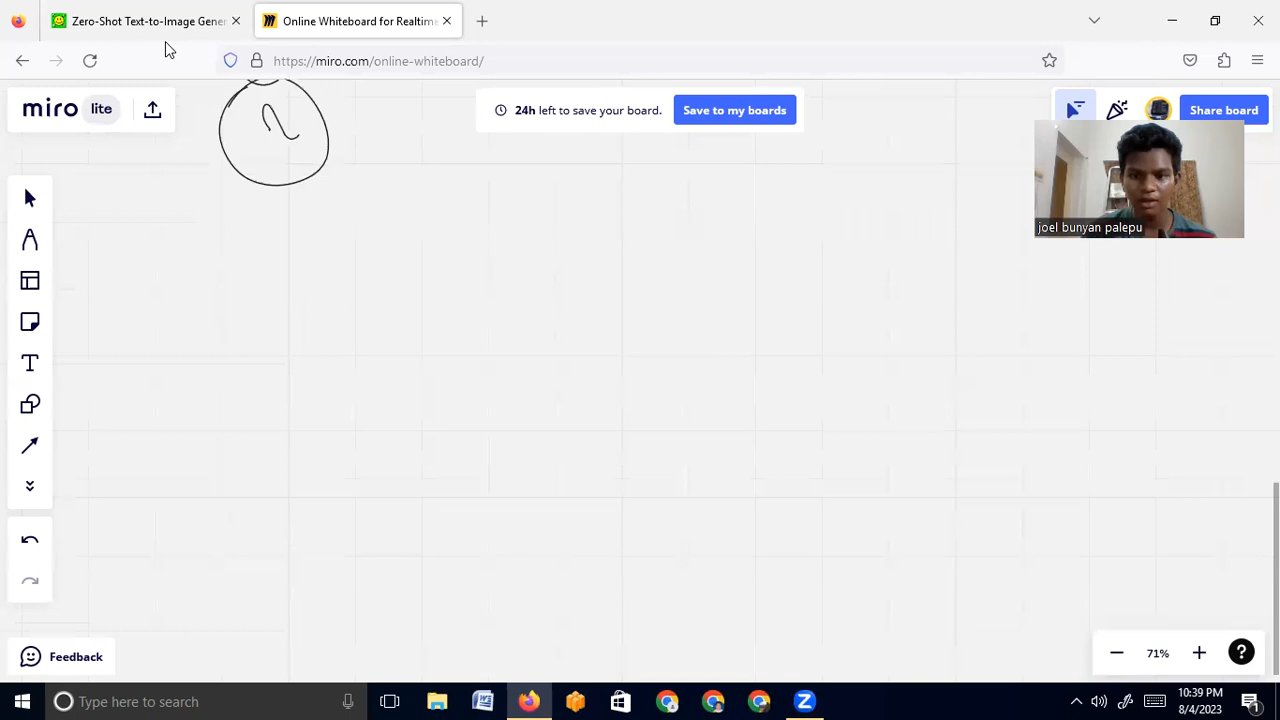 Zero-Shot Text-to-Image Gener
Online Whiteboard for Realtime
https://miro.com/online-whiteboard/
miro lite
24h left to save your board.
Save to my boards
Share board
joel bunyan palepu
Feedback
71%
Type here to search
10:39 PM
8/4/2023